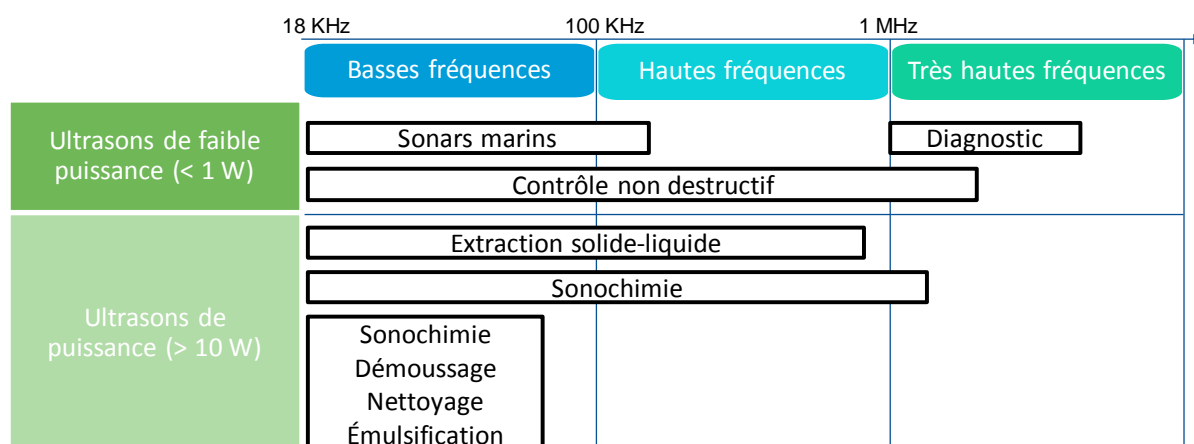 18 KHz 100 KHz 1 MHz
Basses fréquences Hautes fréquences Très hautes fréquences
Ultrasons de faible
puissance (< 1 W)
Sonars marins Diagnostic
Contrôle non destructif
Ultrasons de
puissance (> 10 W)
Extraction solide-liquide
Sonochimie
Sonochimie
Démoussage
Nettoyage
Émulsification